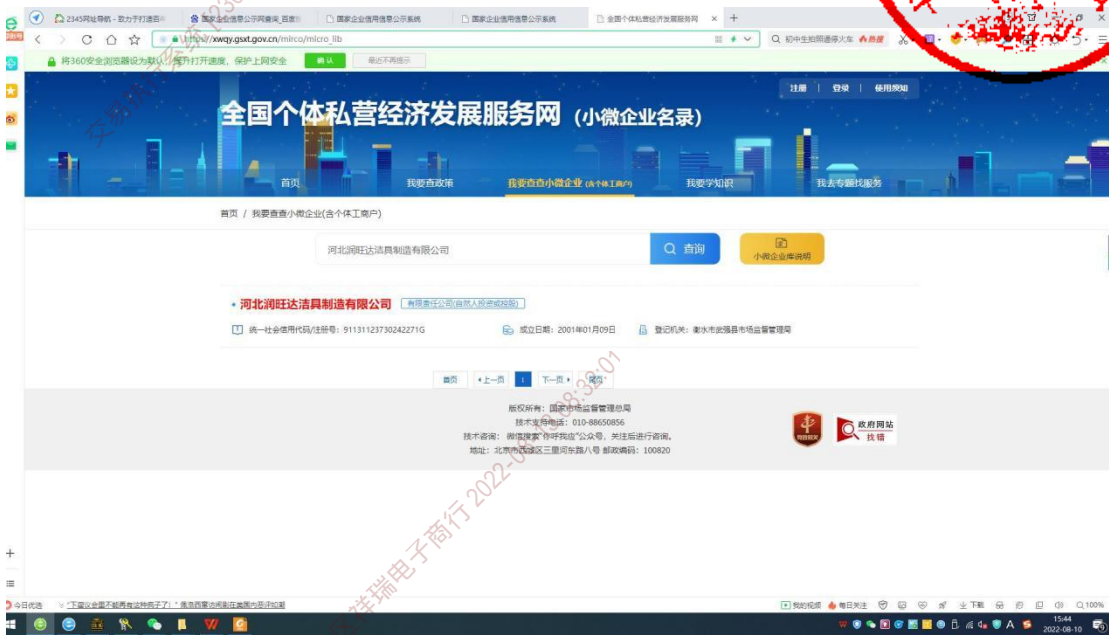 2345网址导航 - 致力于打造百
国家企业信用信息公示系统
国家企业信用信息公示系统
全国个体私营经济发展服务网
https://xwqy.gsxt.gov.cn/mirco/micro_lib
初中生拍照遭停火车 热搜
将360安全浏览器设为默认，提升打开速度，保护上网安全
默认
最近不再提示
注册 | 登录 | 使用须知
全国个体私营经济发展服务网 (小微企业名录)
首页
我要查政策
我要查查小微企业 (含个体工商户)
我要学知识
我去专题找服务
首页 / 我要查查小微企业(含个体工商户)
河北润旺达洁具制造有限公司
查询
小微企业库说明
河北润旺达洁具制造有限公司
有限责任公司(自然人投资或控股)
统一社会信用代码/注册号：91131123730242271G
成立日期：2001年01月09日
登记机关：衡水市武强县市场监督管理局
首页
上一页
1
下一页
尾页
版权所有：国家市场监督管理总局
技术支持电话：010-88650856
技术咨询： 微信搜索"你呼我应"公众号，关注后进行咨询。
地址：北京市西城区三里河东路八号 邮政编码：100820
政府网站
找错
祥瑞电子商行 2022-08-13 08:32:01
今日优选
我的视频
每日关注
下载
100%
15:44
2022-08-10